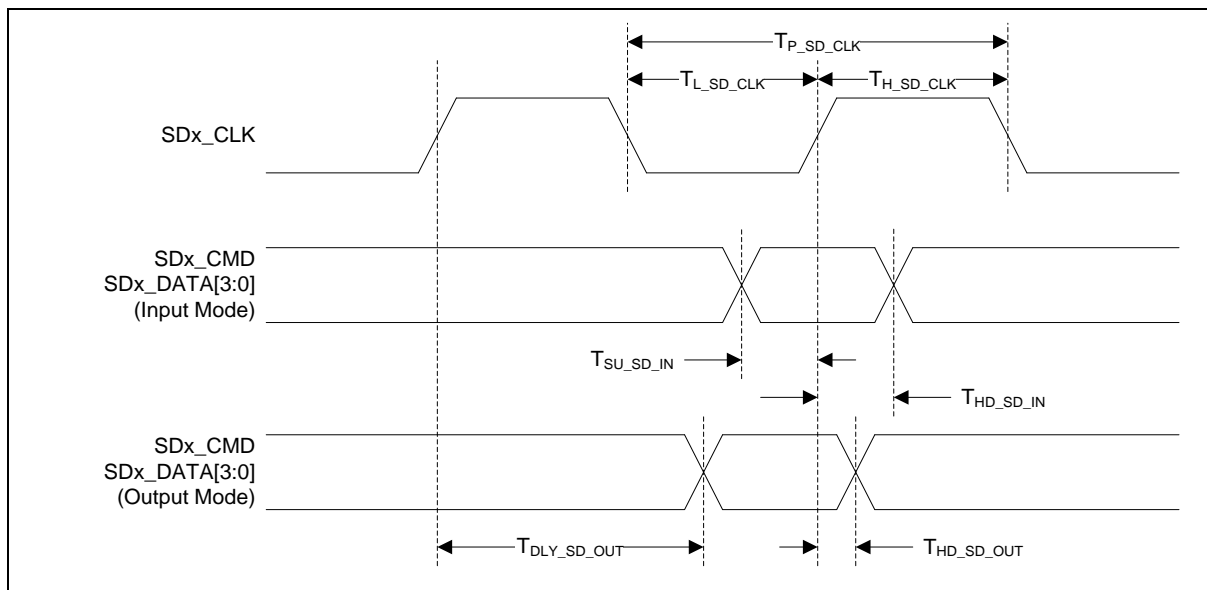 T_P_SD_CLK
T_L_SD_CLK
T_H_SD_CLK
SDx_CLK
SDx_CMD
SDx_DATA[3:0]
(Input Mode)
T_SU_SD_IN
T_HD_SD_IN
SDx_CMD
SDx_DATA[3:0]
(Output Mode)
T_DLY_SD_OUT
T_HD_SD_OUT